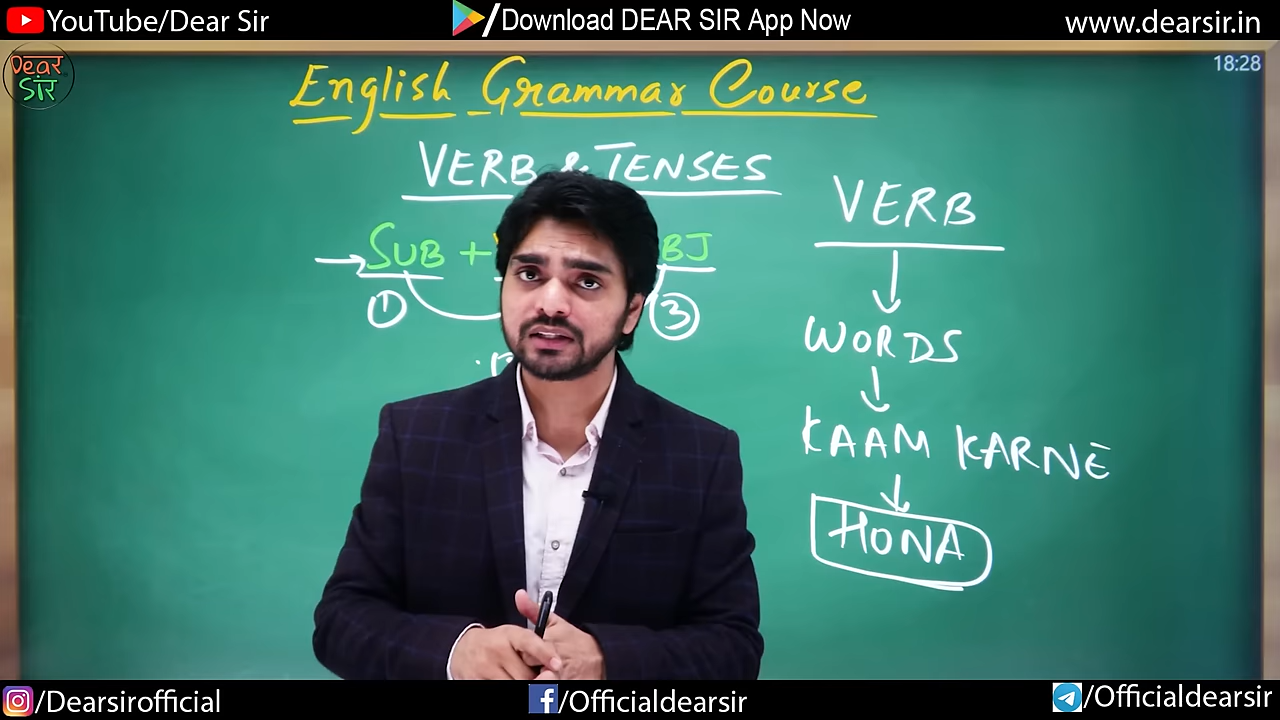 YouTube/Dear Sir
/Download DEAR SIR App Now
www.dearsir.in
Dear
सिर
18:28
English Grammar Course
VERB & TENSES
SUB +
BJ
① ③
VERB
WORDS
KAAM KARNE
HONA
/Dearsirofficial
/Officialdearsir
/Officialdearsir